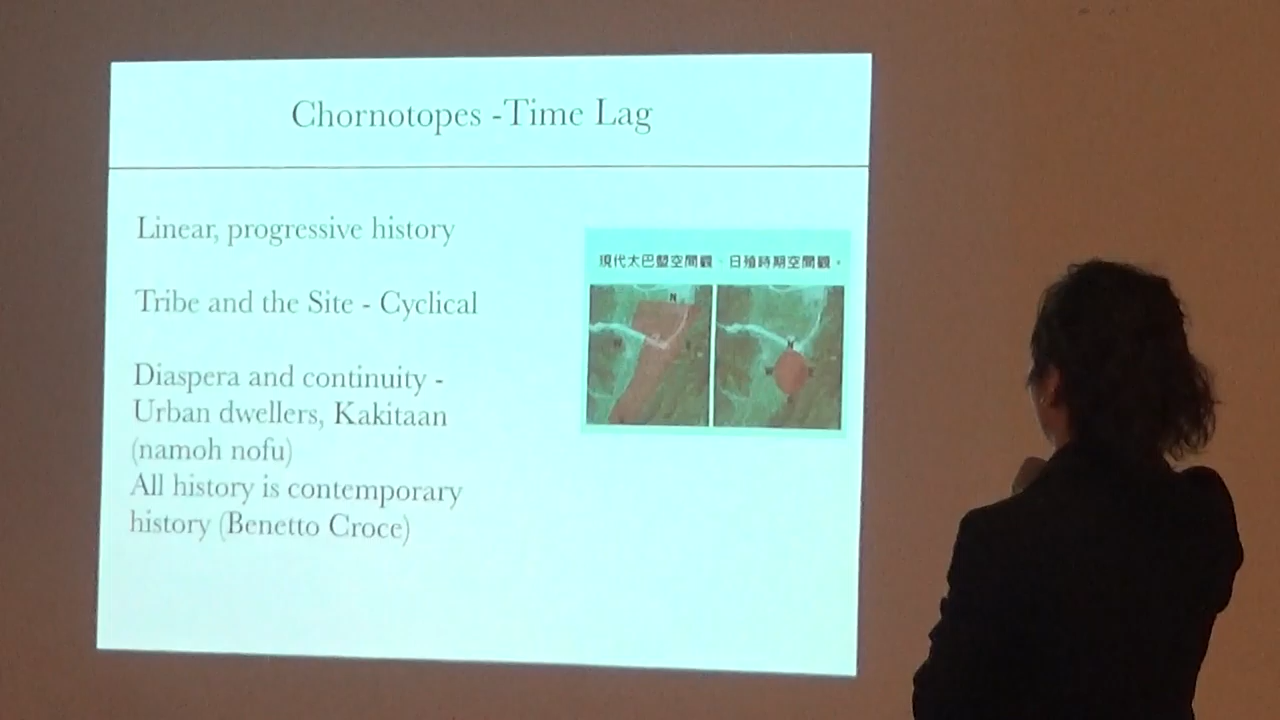 Chornotopes -Time Lag
Linear, progressive history
Tribe and the Site - Cyclical
Diaspera and continuity -
Urban dwellers, Kakitaan
(namoh nofu)
All history is contemporary
history (Benetto Croce)
現代太巴塱空間觀、日殖時期空間觀。
N
N